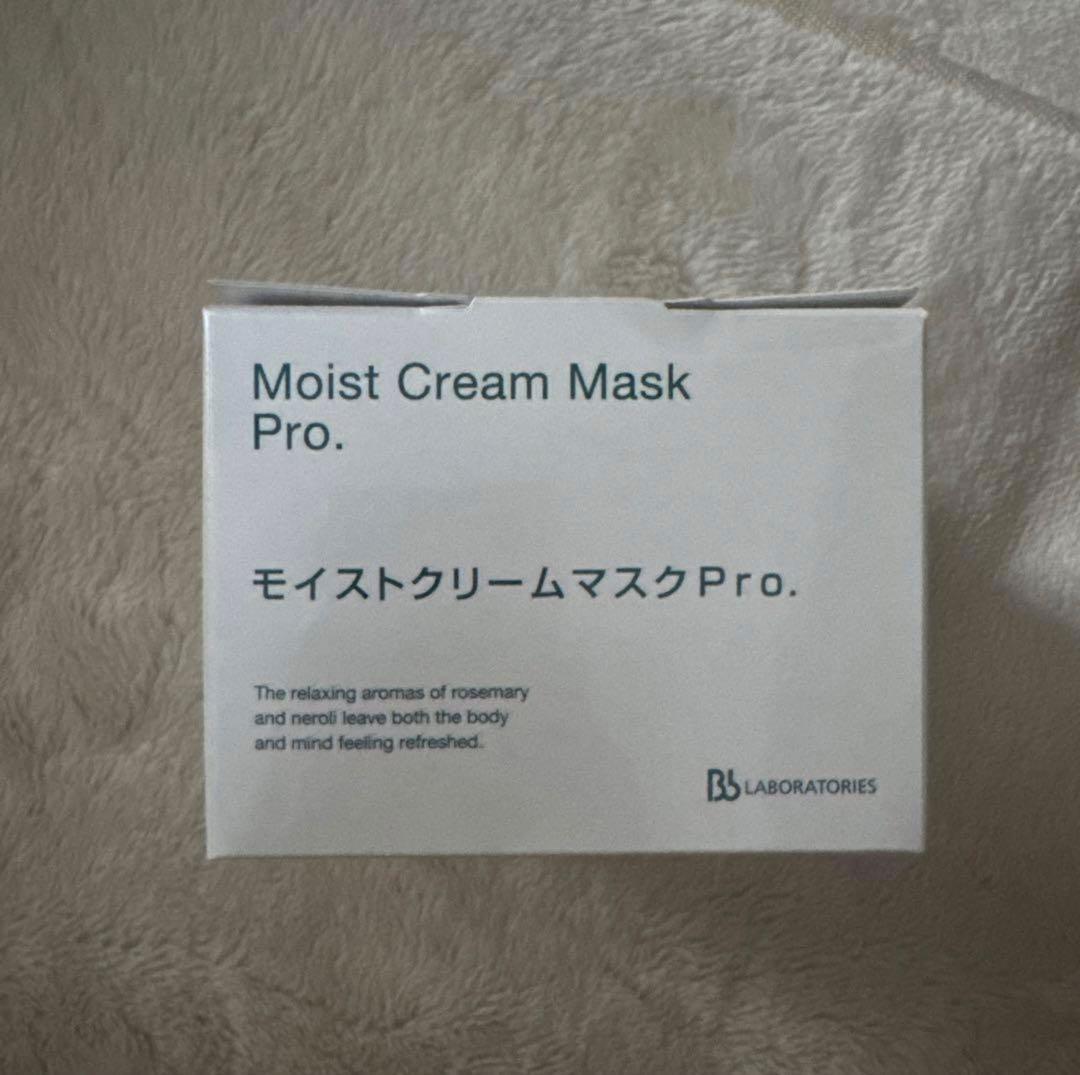 Moist Cream Mask
Pro.
モイストクリームマスクPro.
The relaxing aromas of rosemary
and neroli leave both the body
and mind feeling refreshed.
Bb LABORATORIES